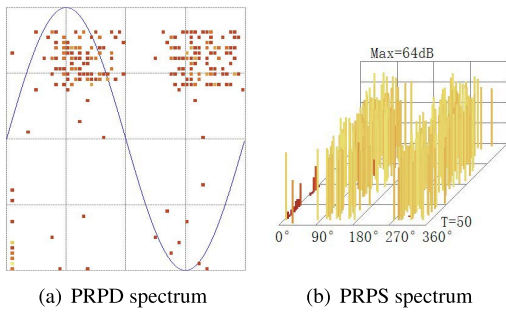 Max=64dB
T=50
0° 90° 180° 270° 360°
(a) PRPD spectrum
(b) PRPS spectrum